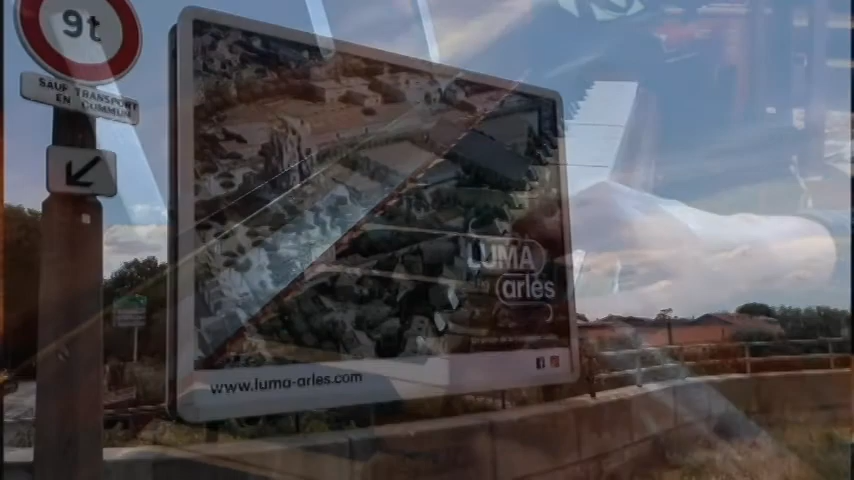 9t
SAUF TRANSPORT
EN COMMUN
LUMA
arles
www.luma-arles.com